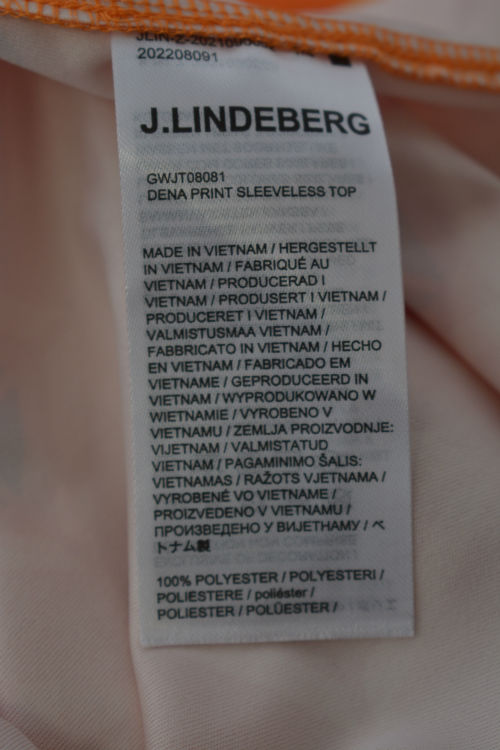 202208091
J.LINDEBERG
GWJT08081
DENA PRINT SLEEVELESS TOP
MADE IN VIETNAM / HERGESTELLT
IN VIETNAM / FABRIQUÉ AU
VIETNAM / PRODUCERAD I
VIETNAM / PRODUSERT I VIETNAM /
PRODUCERET I VIETNAM /
VALMISTUSMAA VIETNAM /
FABBRICATO IN VIETNAM / HECHO
EN VIETNAM / FABRICADO EM
VIETNAME / GEPRODUCEERD IN
VIETNAM / WYPRODUKOWANO W
WIETNAMIE / VYROBENO V
VIETNAMU / ZEMLJA PROIZVODNJE:
VIJETNAM / VALMISTATUD
VIETNAM / PAGAMINIMO ŠALIS:
VIETNAMAS / RAŽOTS VJETNAMA /
VYROBENÉ VO VIETNAME /
PROIZVEDENO V VIETNAMU /
ПРОИЗВЕДЕНО У ВИЈЕТНАМУ / ベ
トナム製
100% POLYESTER / POLYESTERI /
POLIESTERE / poliéster /
POLIESTER / POLÜESTER /